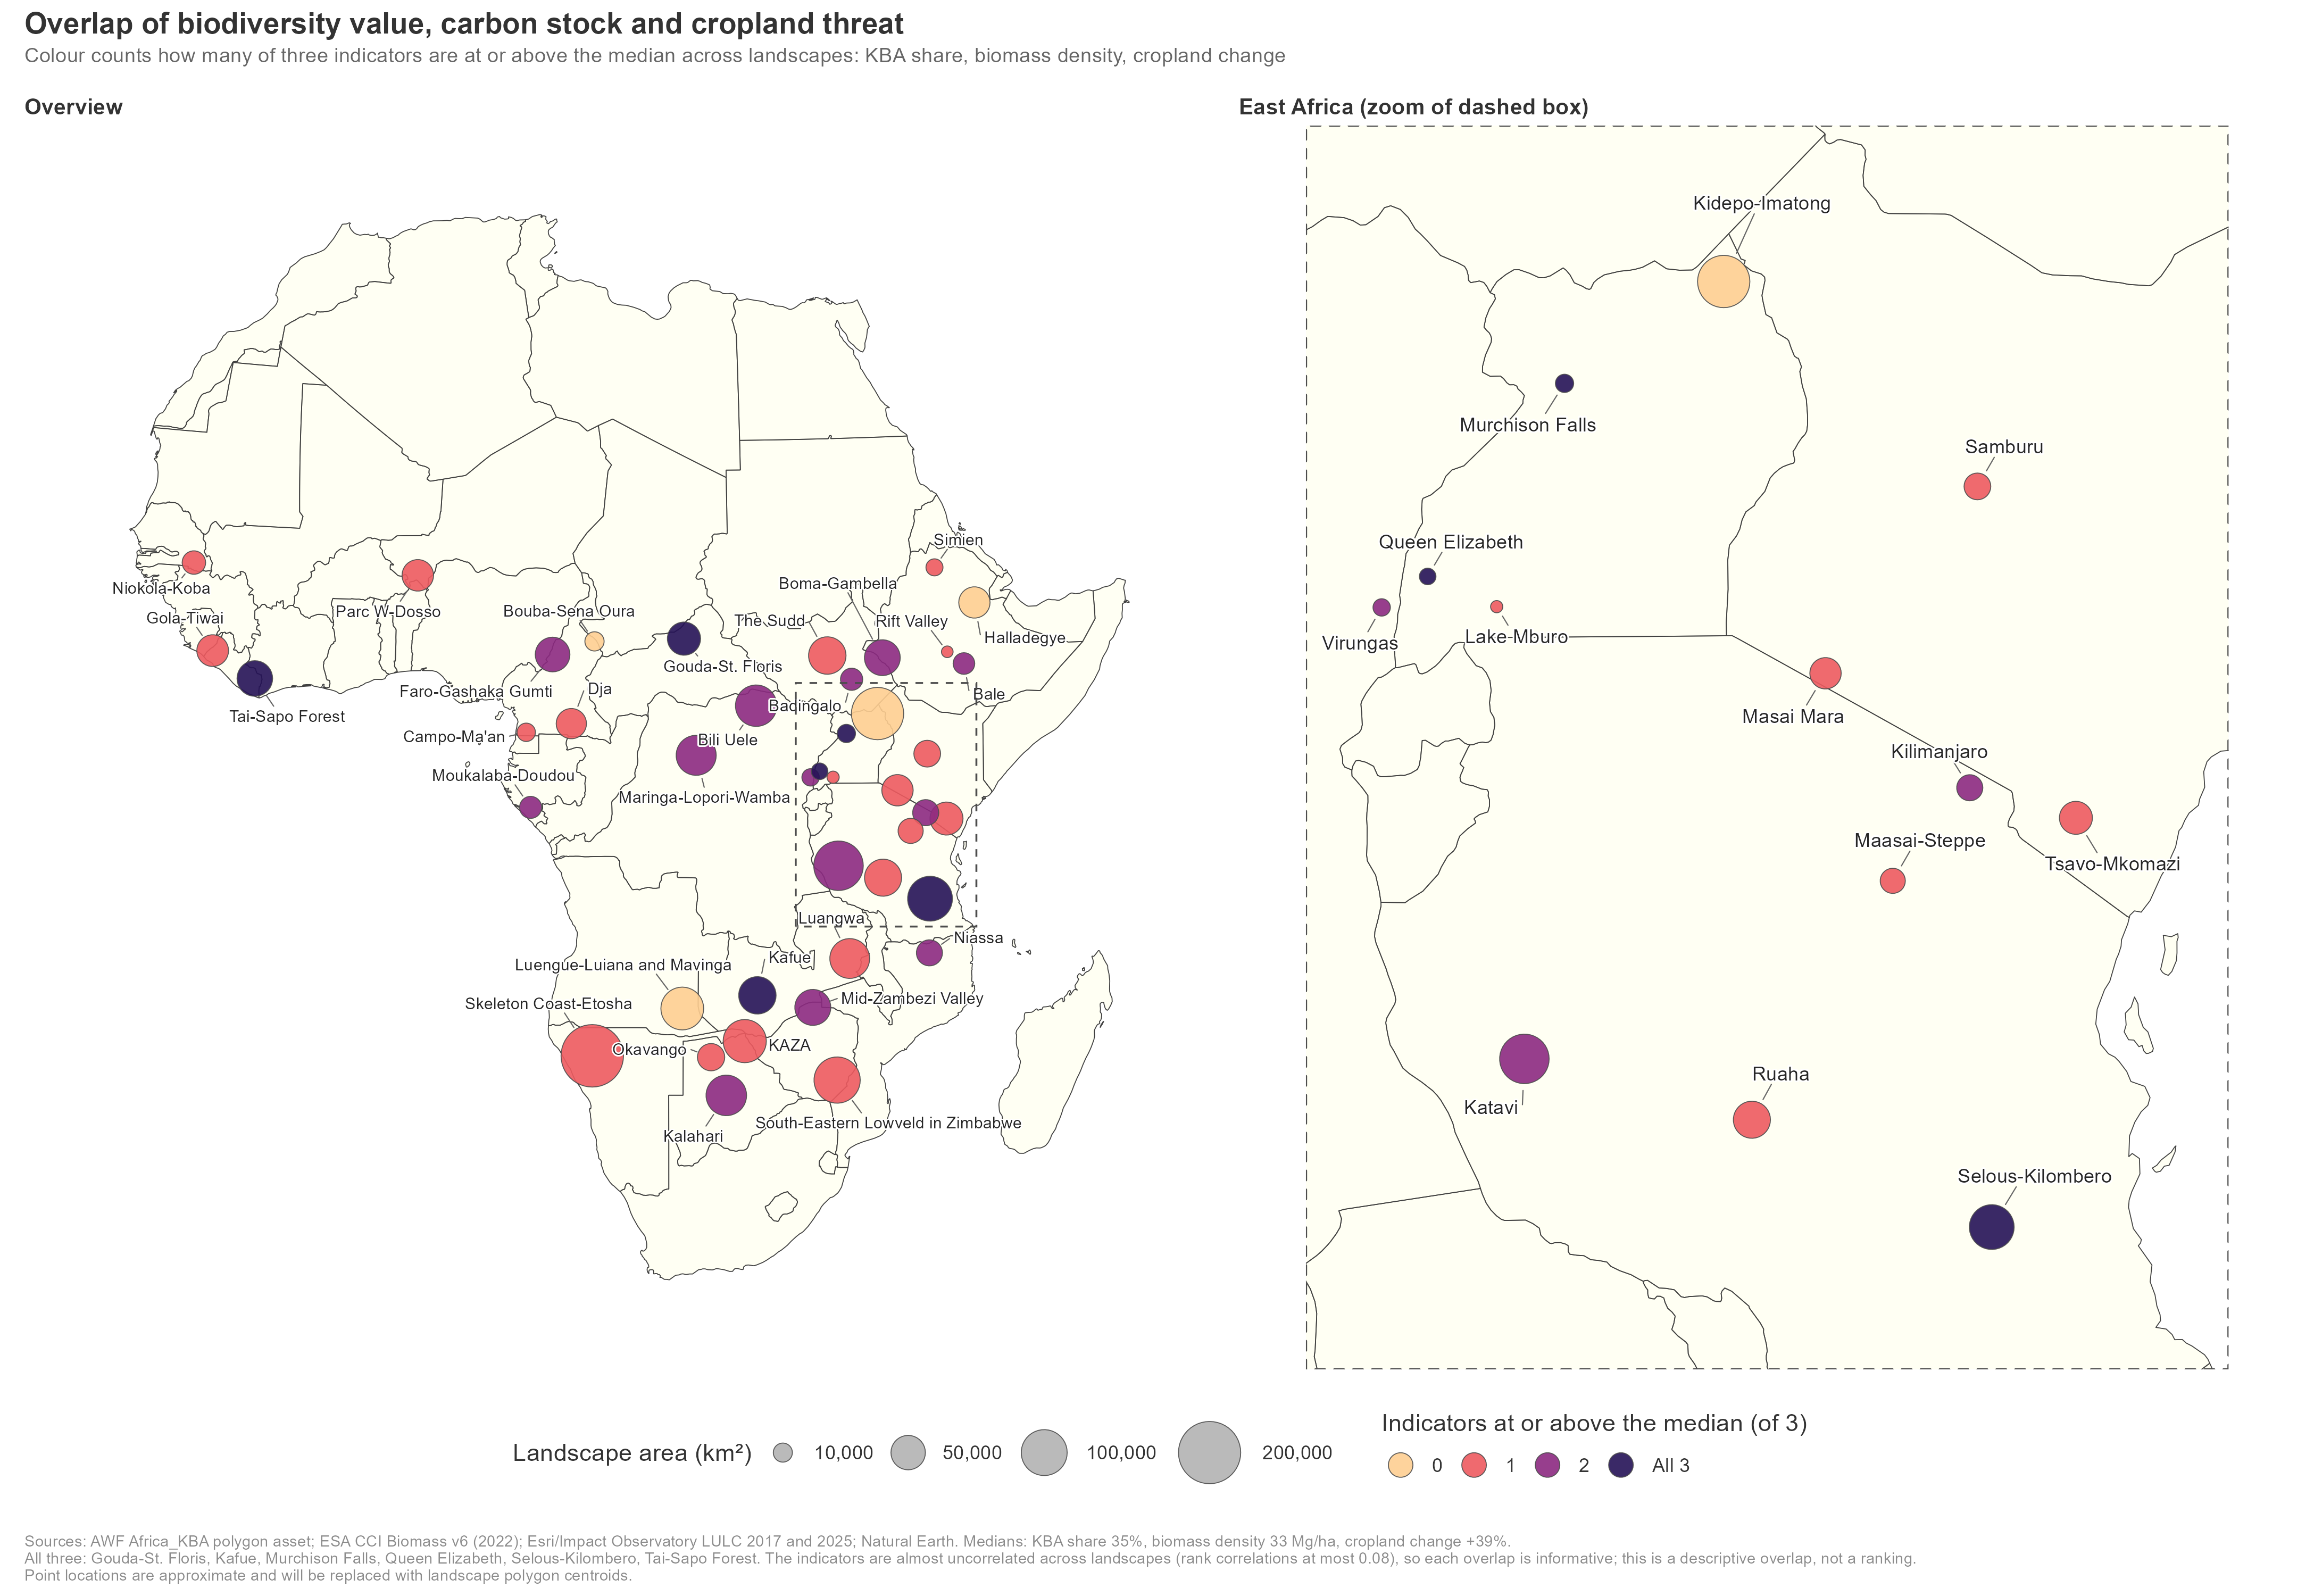 Overlap of biodiversity value, carbon stock and cropland threat
Colour counts how many of three indicators are at or above the median across landscapes: KBA share, biomass density, cropland change
Overview
East Africa (zoom of dashed box)
Simien
Niokola-Koba
Boma-Gambella
Parc W-Dosso
Bouba-Sena Oura
Gola-Tiwai
The Sudd
Rift Valley
Halladegye
Gouda-St. Floris
Faro-Gashaka Gumti
Dja
Bale
Tai-Sapo Forest
Badingalo
Campo-Ma'an
Bili Uele
Moukalaba-Doudou
Maringa-Lopori-Wamba
Luangwa
Niassa
Kafue
Luengue-Luiana and Mavinga
Skeleton Coast-Etosha
Mid-Zambezi Valley
Okavango
KAZA
South-Eastern Lowveld in Zimbabwe
Kalahari
Kidepo-Imatong
Murchison Falls
Samburu
Queen Elizabeth
Virungas
Lake-Mburo
Masai Mara
Kilimanjaro
Maasai-Steppe
Tsavo-Mkomazi
Katavi
Ruaha
Selous-Kilombero
Landscape area (km²)
10,000
50,000
100,000
200,000
Indicators at or above the median (of 3)
0
1
2
All 3
Sources: AWF Africa_KBA polygon asset; ESA CCI Biomass v6 (2022); Esri/Impact Observatory LULC 2017 and 2025; Natural Earth. Medians: KBA share 35%, biomass density 33 Mg/ha, cropland change +39%.
All three: Gouda-St. Floris, Kafue, Murchison Falls, Queen Elizabeth, Selous-Kilombero, Tai-Sapo Forest. The indicators are almost uncorrelated across landscapes (rank correlations at most 0.08), so each overlap is informative; this is a descriptive overlap, not a ranking.
Point locations are approximate and will be replaced with landscape polygon centroids.